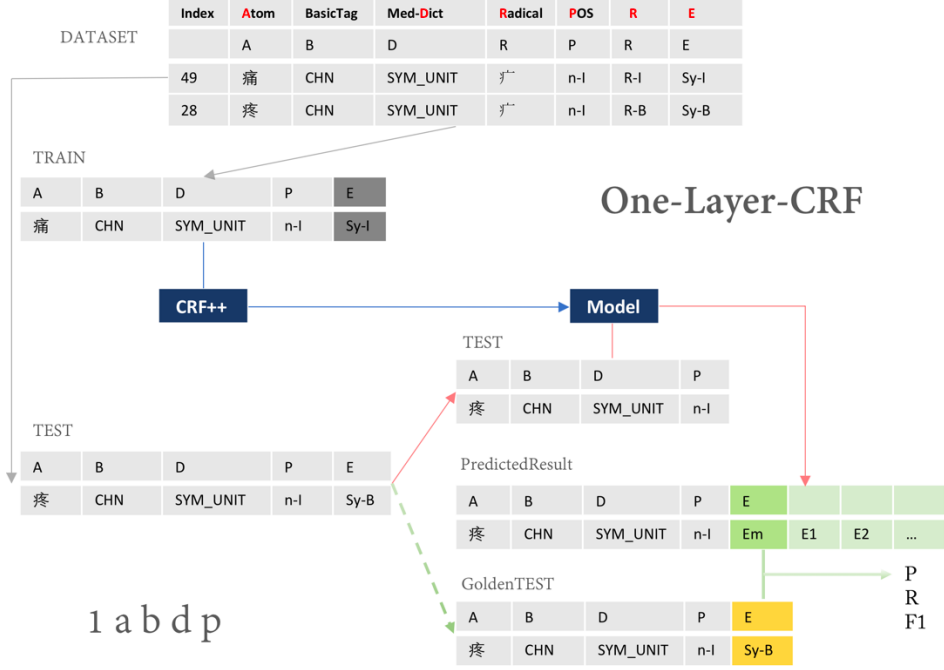 Index Atom BasicTag Med-Dict Radical POS R E
DATASET
A B D R P R E
49 痛 CHN SYM_UNIT 疒 n-I R-I Sy-I
28 疼 CHN SYM_UNIT 疒 n-I R-B Sy-B
TRAIN
A B D P E
痛 CHN SYM_UNIT n-I Sy-I
One-Layer-CRF
CRF++
Model
TEST
A B D P
疼 CHN SYM_UNIT n-I
TEST
A B D P E
疼 CHN SYM_UNIT n-I Sy-B
PredictedResult
A B D P E
疼 CHN SYM_UNIT n-I Em E1 E2 ...
GoldenTEST
A B D P E
疼 CHN SYM_UNIT n-I Sy-B
P
R
F1
1 a b d p